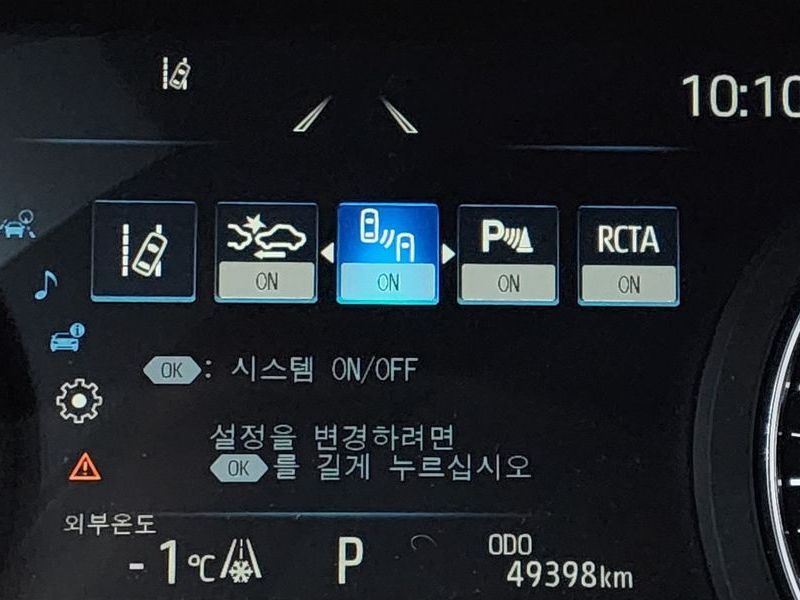 10:10
ON ON P ON RCTA ON
OK : 시스템 ON/OFF
설정을 변경하려면
OK 를 길게 누르십시오
외부온도
-1℃ P ODO
49398km